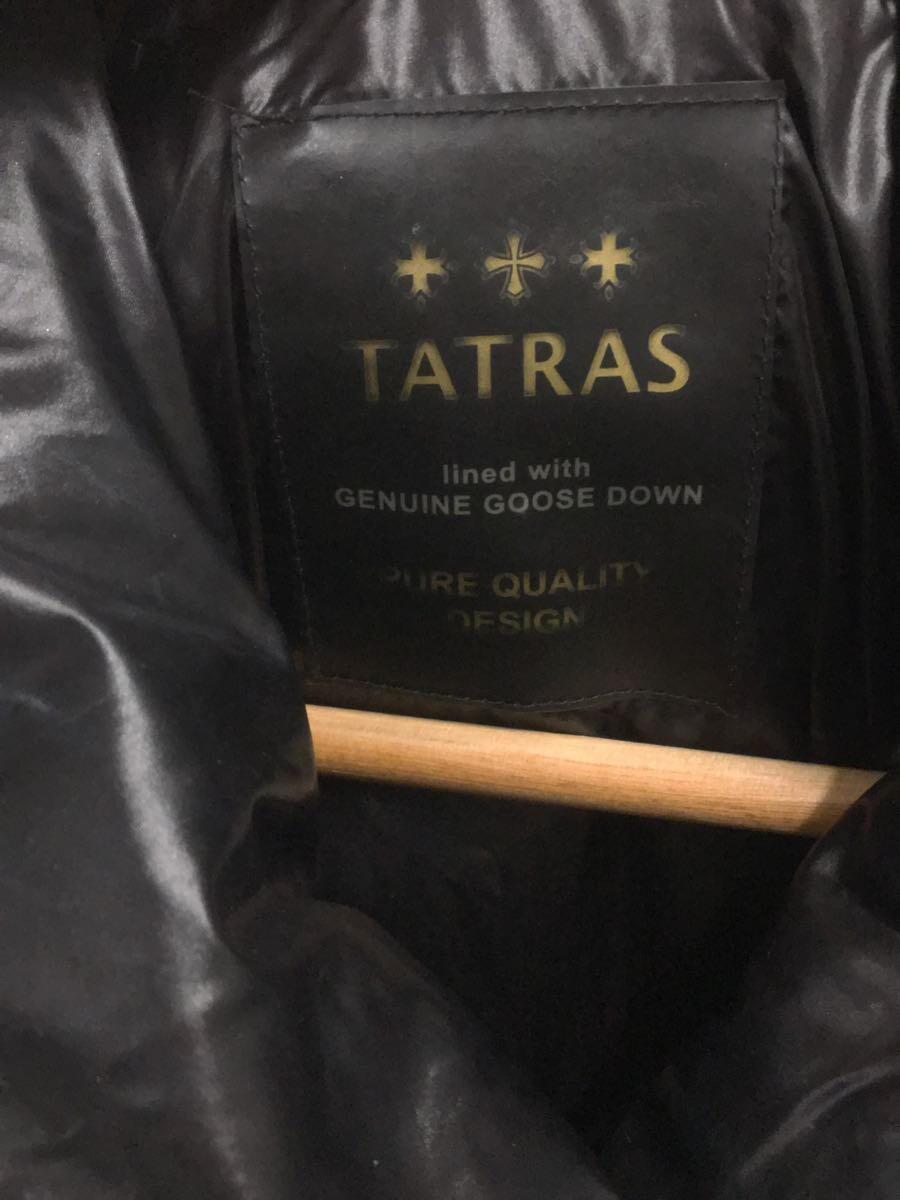 TATRAS
lined with
GENUINE GOOSE DOWN
PURE QUALITY
DESIGN